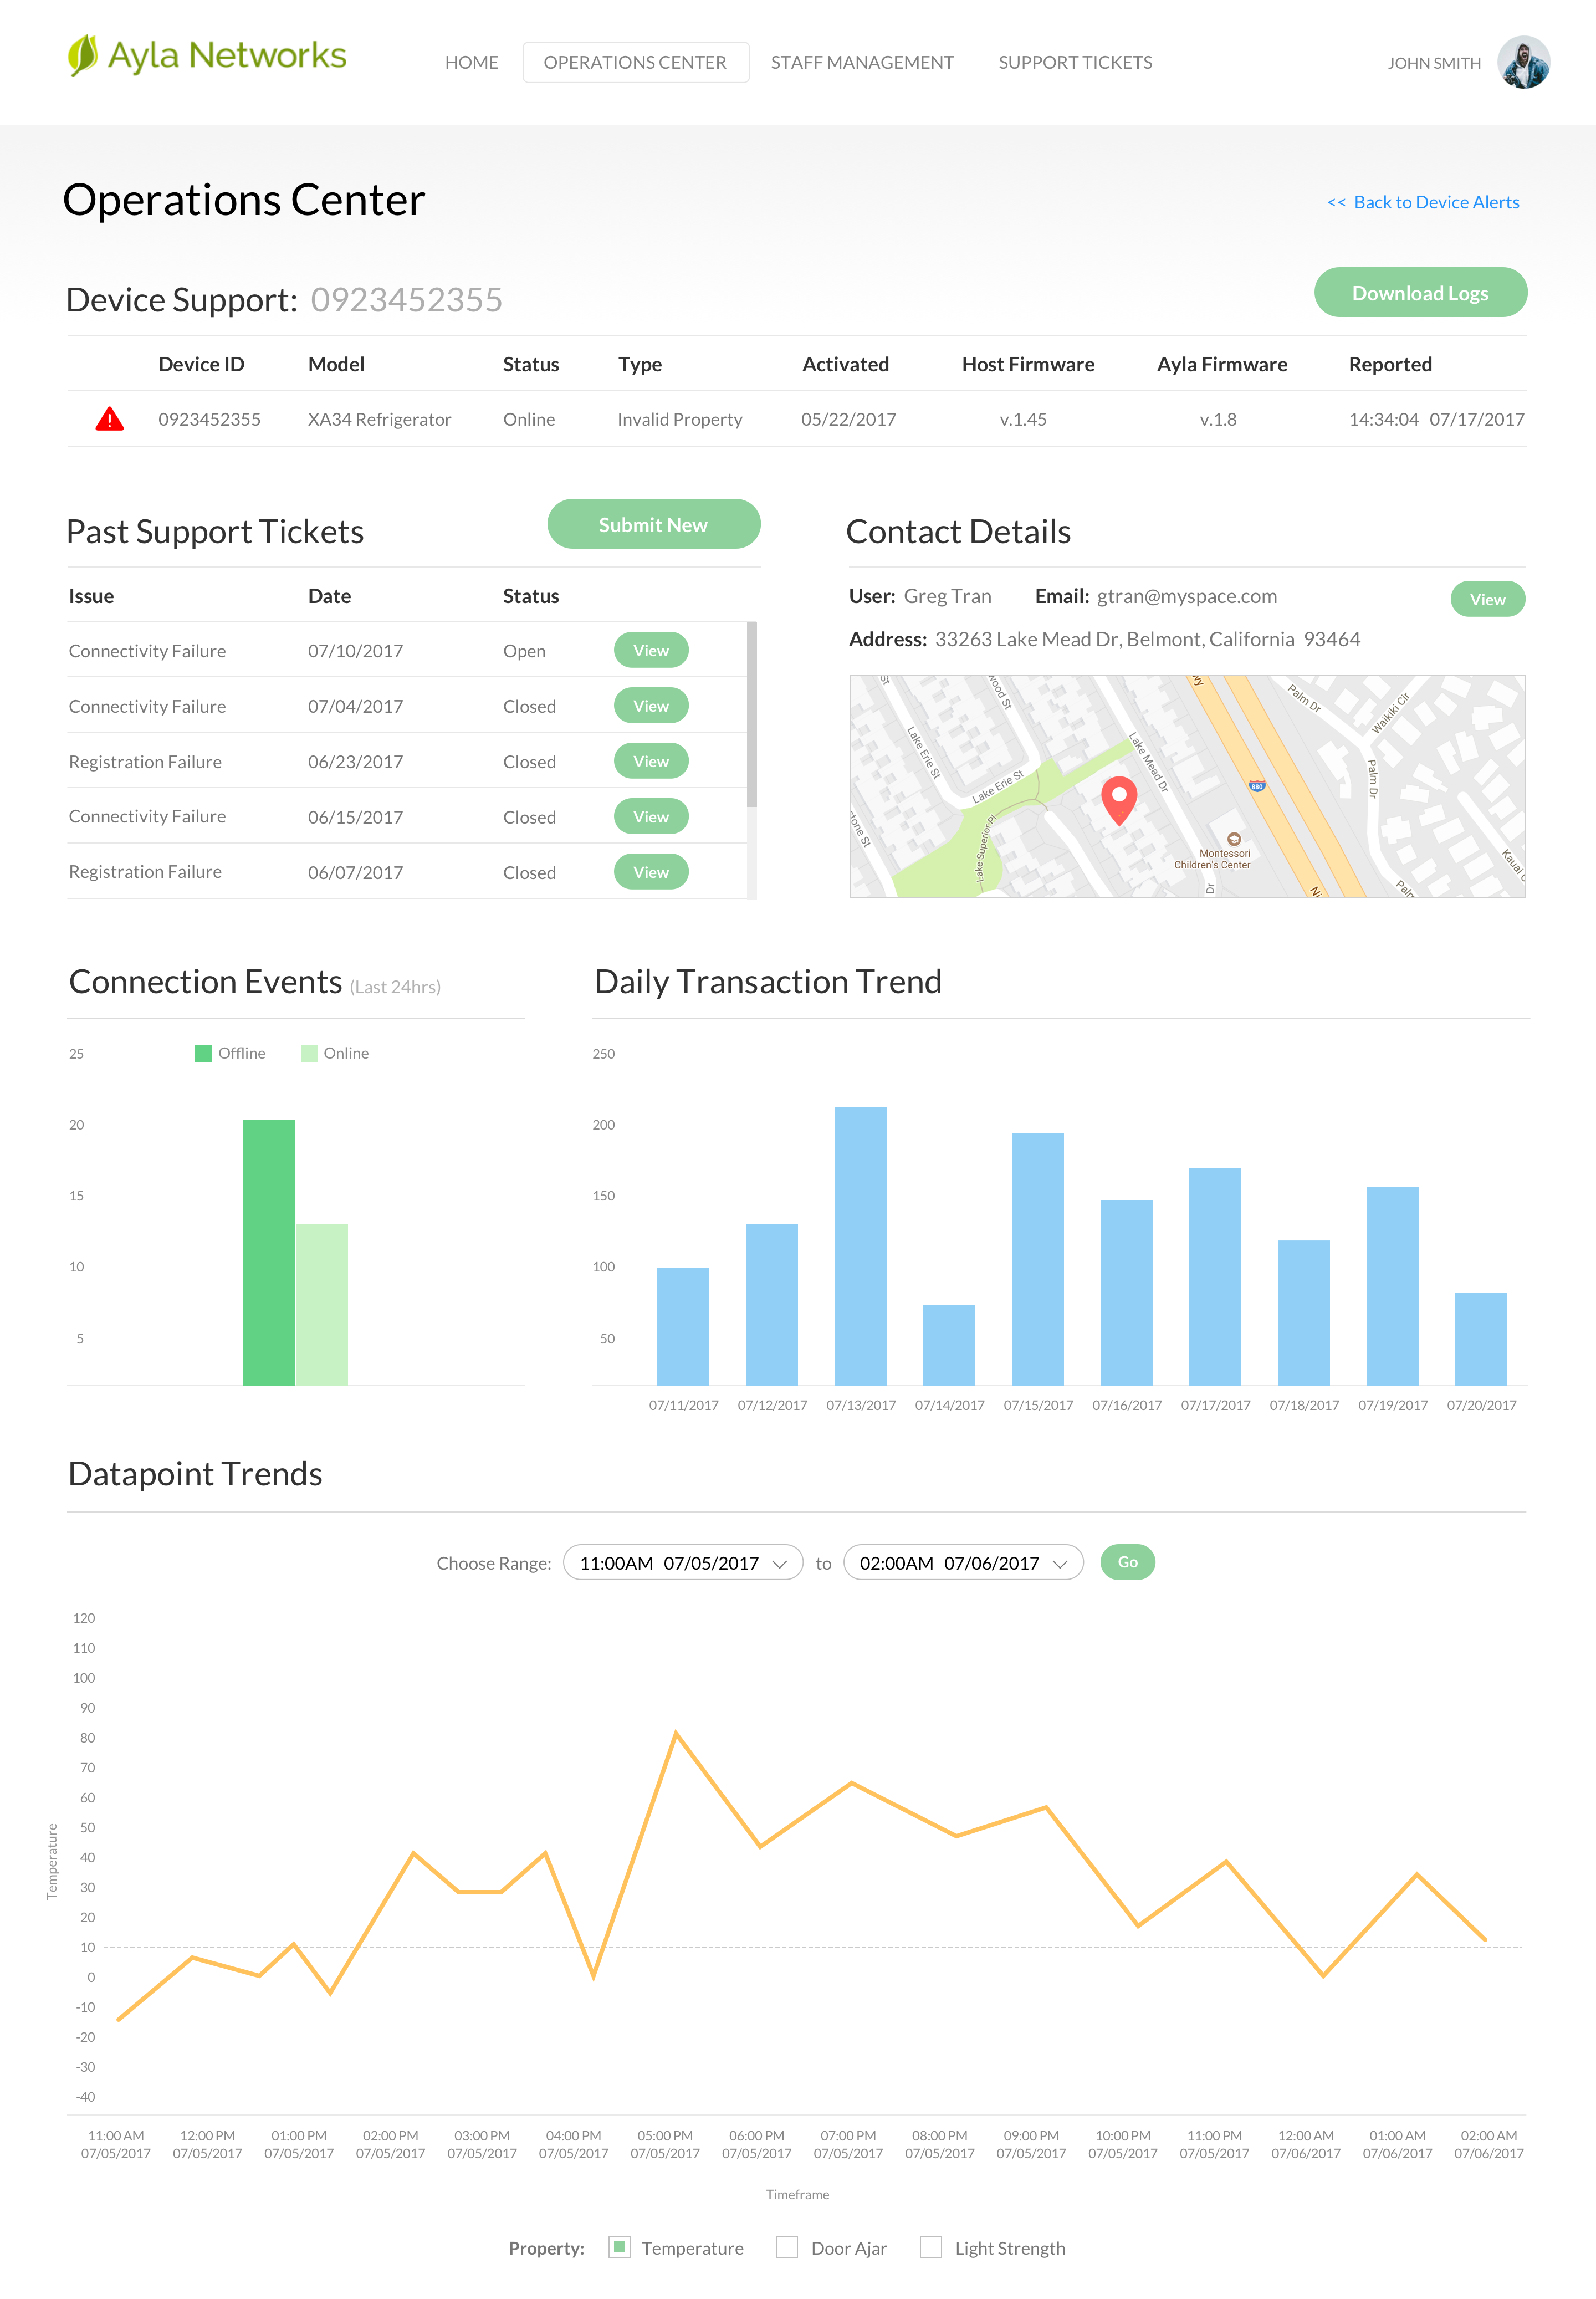 Ayla Networks
HOME OPERATIONS CENTER STAFF MANAGEMENT SUPPORT TICKETS JOHN SMITH
Operations Center
<< Back to Device Alerts
Device Support: 0923452355
Download Logs
Device ID Model Status Type Activated Host Firmware Ayla Firmware Reported
0923452355 XA34 Refrigerator Online Invalid Property 05/22/2017 v.1.45 v.1.8 14:34:04 07/17/2017
Past Support Tickets
Submit New
Issue Date Status
Connectivity Failure 07/10/2017 Open View
Connectivity Failure 07/04/2017 Closed View
Registration Failure 06/23/2017 Closed View
Connectivity Failure 06/15/2017 Closed View
Registration Failure 06/07/2017 Closed View
Contact Details
User: Greg Tran Email: gtran@myspace.com View
Address: 33263 Lake Mead Dr, Belmont, California 93464
St
wood St
wy
Palm Dr
Waikiki Cir
Lake Erie St
Lake Mead Dr
Lake Erie St
Palm Dr
880
tone St
Lake Superior Pl
Montessori
Children's Center
Kauai C
Dr
Ni
Palm
Connection Events (Last 24hrs)
Offline Online
25
20
15
10
5
Daily Transaction Trend
250
200
150
100
50
07/11/2017 07/12/2017 07/13/2017 07/14/2017 07/15/2017 07/16/2017 07/17/2017 07/18/2017 07/19/2017 07/20/2017
Datapoint Trends
Choose Range: 11:00AM 07/05/2017 to 02:00AM 07/06/2017 Go
120
110
100
90
80
70
60
50
40
30
20
10
0
-10
-20
-30
-40
Temperature
11:00 AM 12:00 PM 01:00 PM 02:00 PM 03:00 PM 04:00 PM 05:00 PM 06:00 PM 07:00 PM 08:00 PM 09:00 PM 10:00 PM 11:00 PM 12:00 AM 01:00 AM 02:00 AM
07/05/2017 07/05/2017 07/05/2017 07/05/2017 07/05/2017 07/05/2017 07/05/2017 07/05/2017 07/05/2017 07/05/2017 07/05/2017 07/05/2017 07/05/2017 07/06/2017 07/06/2017 07/06/2017
Timeframe
Property: Temperature Door Ajar Light Strength